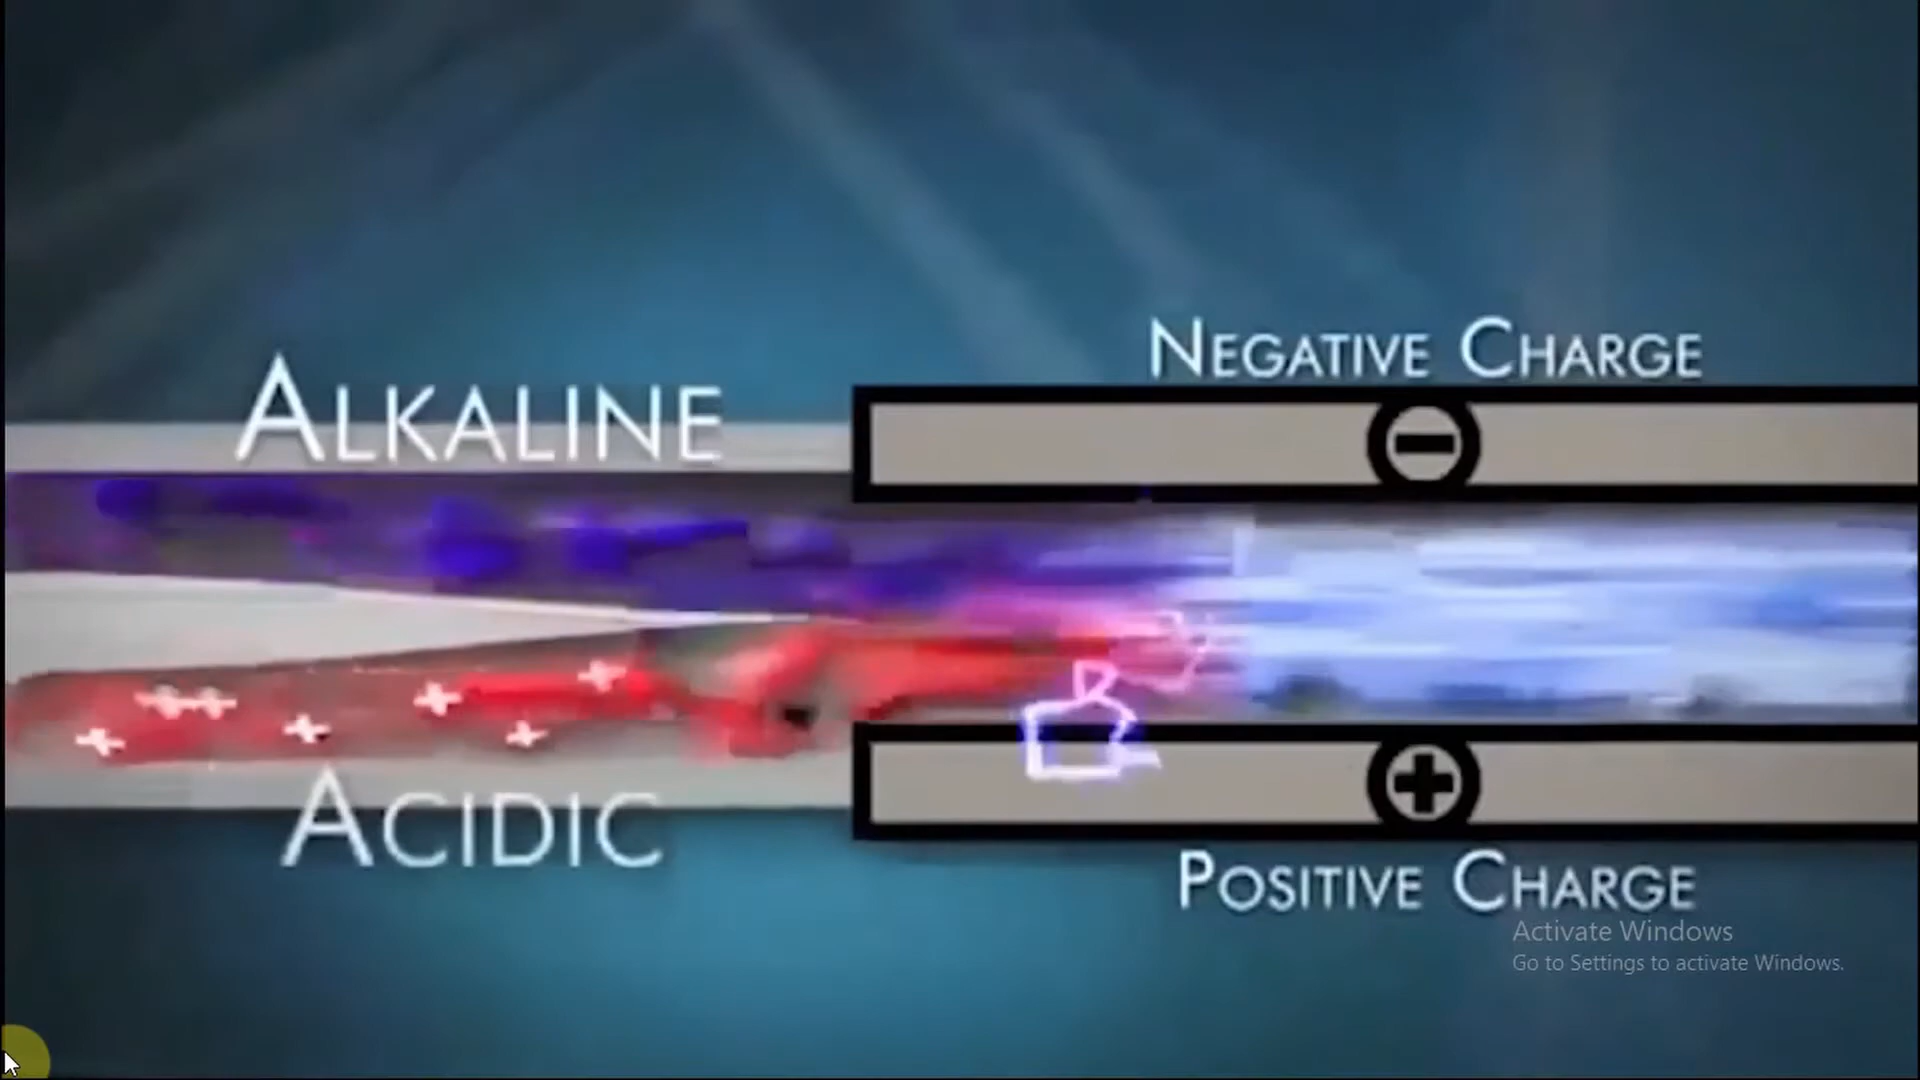 NEGATIVE CHARGE
ALKALINE
ACIDIC
POSITIVE CHARGE
Activate Windows
Go to Settings to activate Windows.